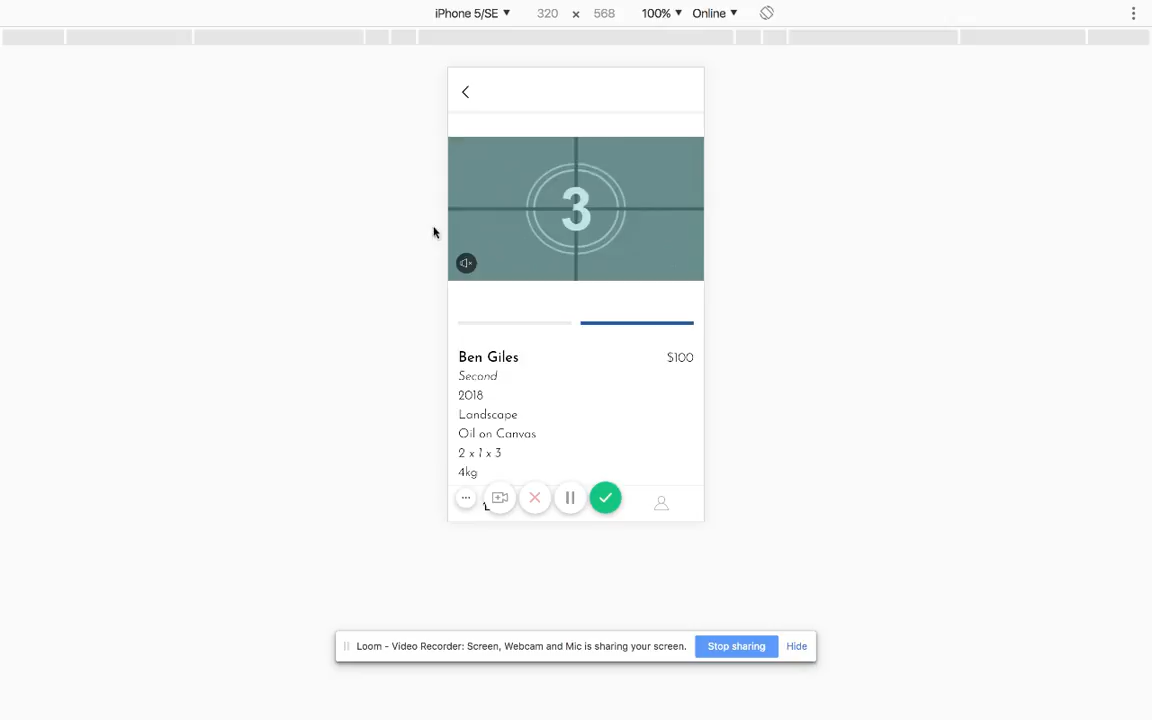 iPhone 5/SE ▼ 320 × 568 100% ▼ Online ▼
3
Ben Giles $100
Second
2018
Landscape
Oil on Canvas
2 x 1 x 3
4kg
Loom - Video Recorder: Screen, Webcam and Mic is sharing your screen. Stop sharing Hide